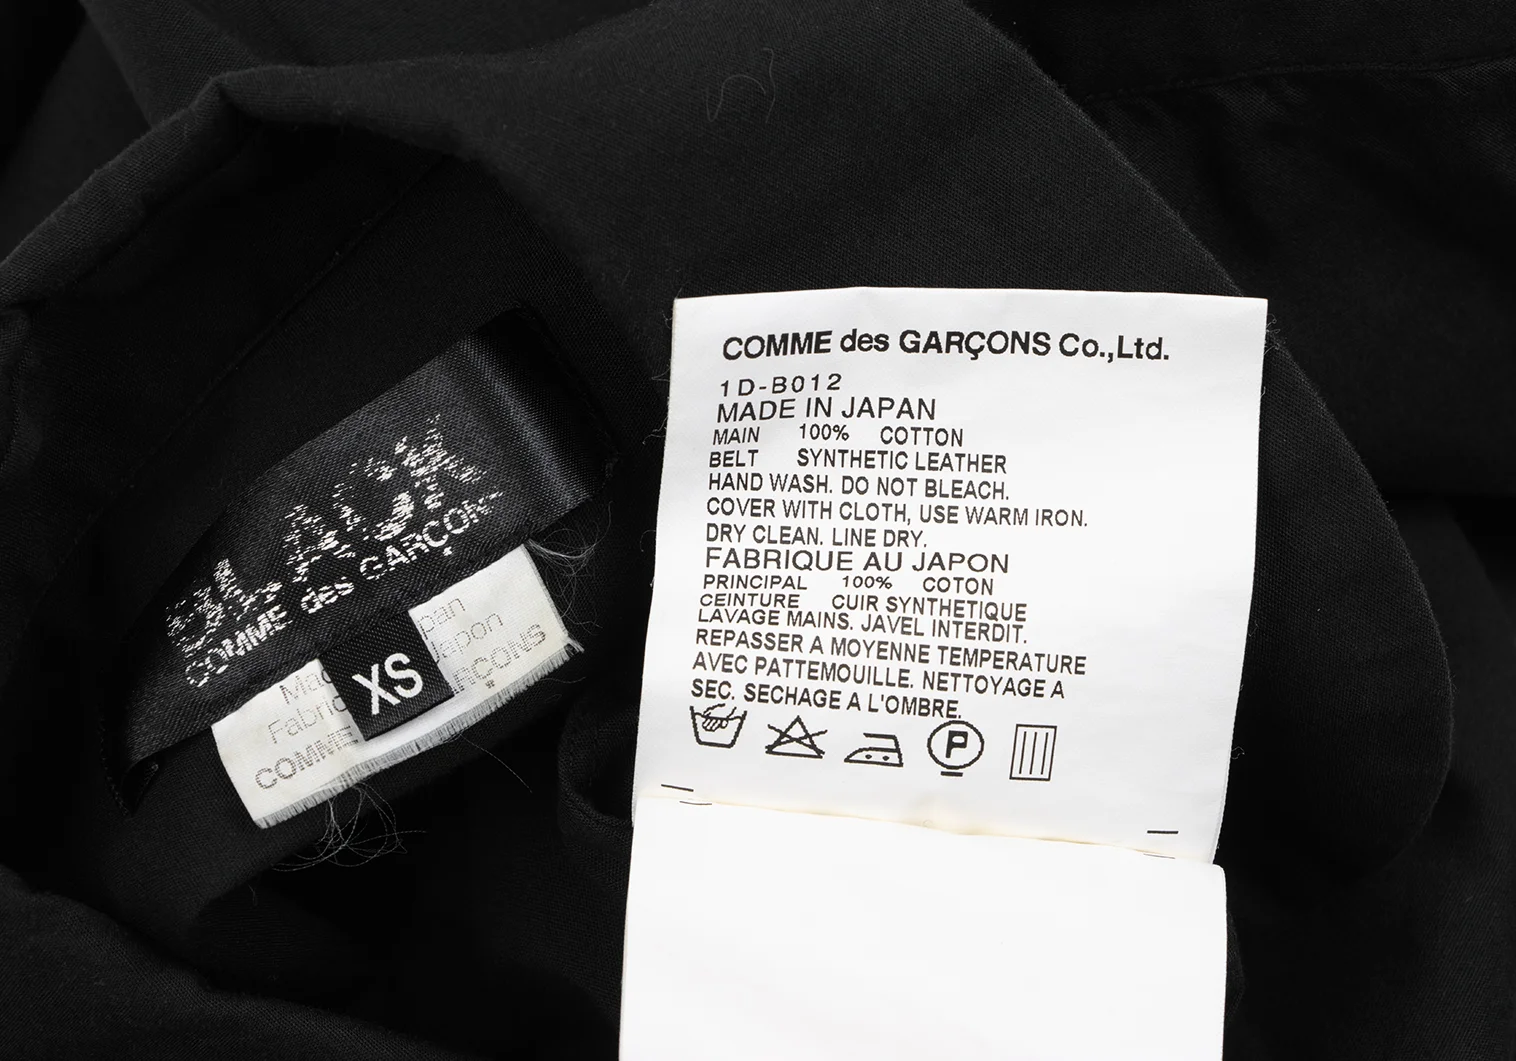 BLACK
COMME des GARÇONS
XS
COMME
COMME des GARÇONS Co.,Ltd.
1D-B012
MADE IN JAPAN
MAIN 100% COTTON
BELT SYNTHETIC LEATHER
HAND WASH. DO NOT BLEACH.
COVER WITH CLOTH, USE WARM IRON.
DRY CLEAN. LINE DRY.
FABRIQUE AU JAPON
PRINCIPAL 100% COTON
CEINTURE CUIR SYNTHETIQUE
LAVAGE MAINS. JAVEL INTERDIT.
REPASSER A MOYENNE TEMPERATURE
AVEC PATTEMOUILLE. NETTOYAGE A
SEC. SECHAGE A L'OMBRE.
P